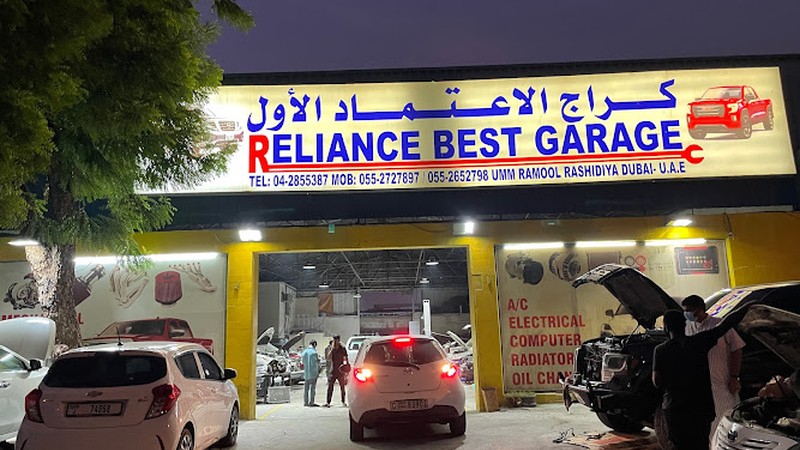 كراج الاعتماد الأول
RELIANCE BEST GARAGE
TEL: 04-2855387 MOB: 055-2727897 / 055-2652798 UMM RAMOOL RASHIDIYA DUBAI- U.A.E
A/C
ELECTRICAL
COMPUTER
RADIATOR
OIL CHAN